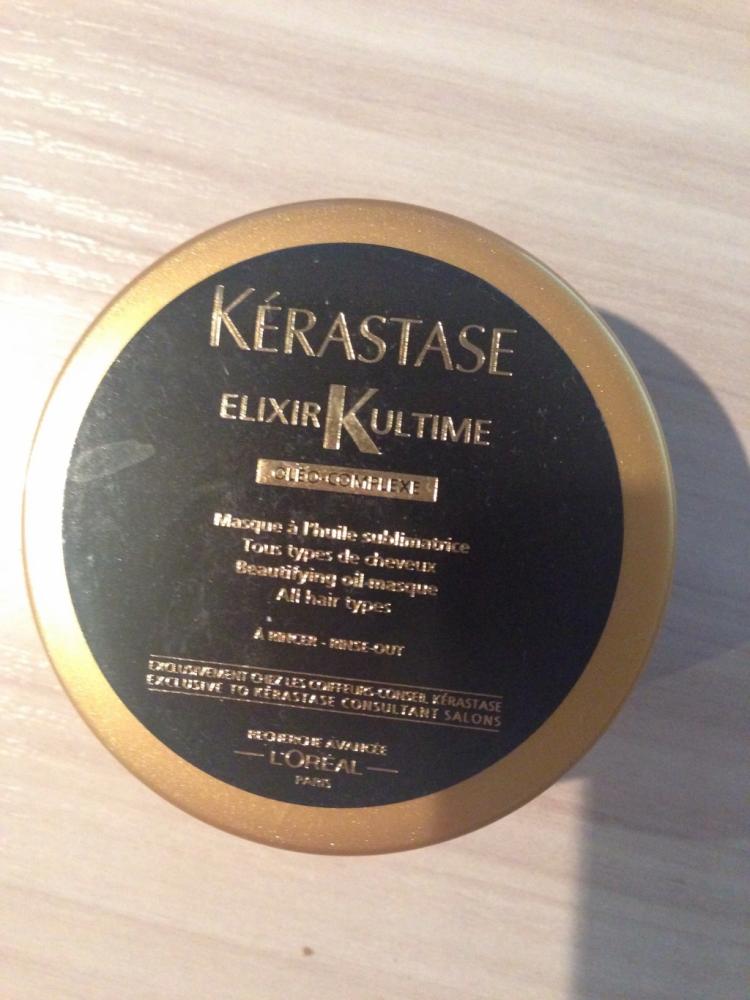 KÉRASTASE
ELIXIR K ULTIME
OLÉO-COMPLEXE
Masque à l'huile sublimatrice
Tous types de cheveux
Beautifying oil masque
All hair types
À RINCER - RINSE-OUT
EXCLUSIVEMENT CHEZ LES COIFFEURS-CONSEIL KÉRASTASE
EXCLUSIVE TO KÉRASTASE CONSULTANT SALONS
RECHERCHE AVANCÉE
L'ORÉAL
PARIS